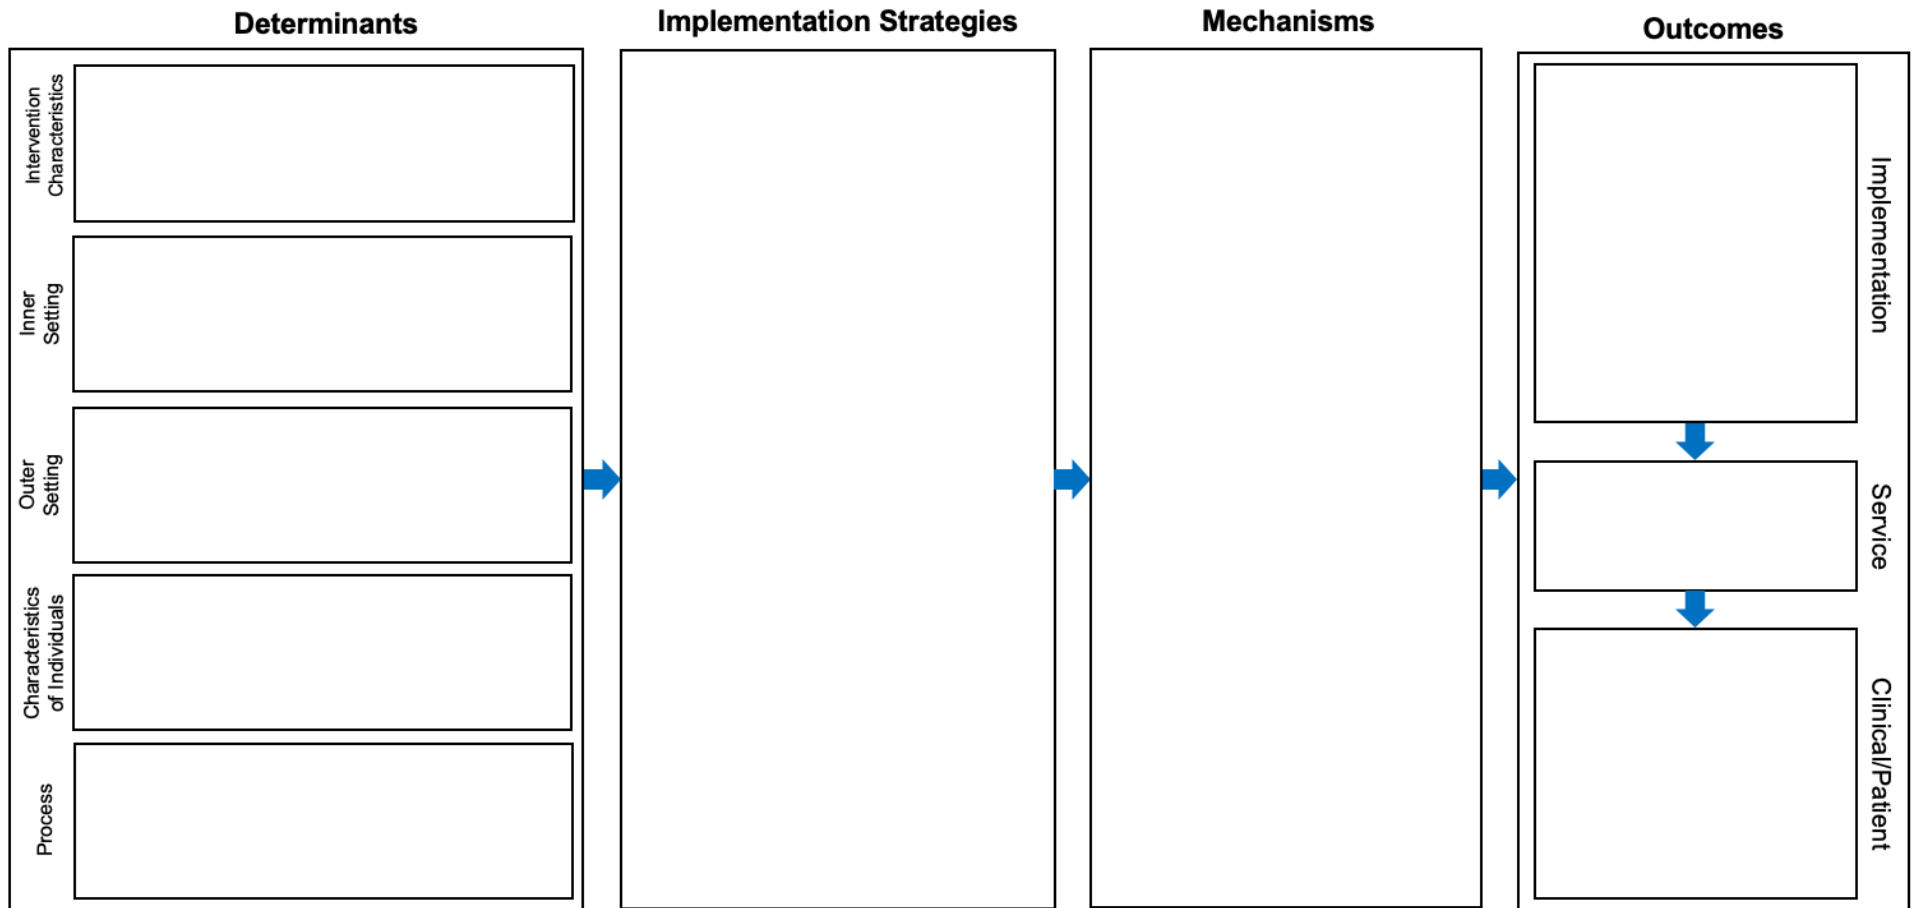 Determinants
Implementation Strategies
Mechanisms
Outcomes
Intervention
Characteristics
Inner
Setting
Outer
Setting
Characteristics
of Individuals
Process
Implementation
Service
Clinical/Patient